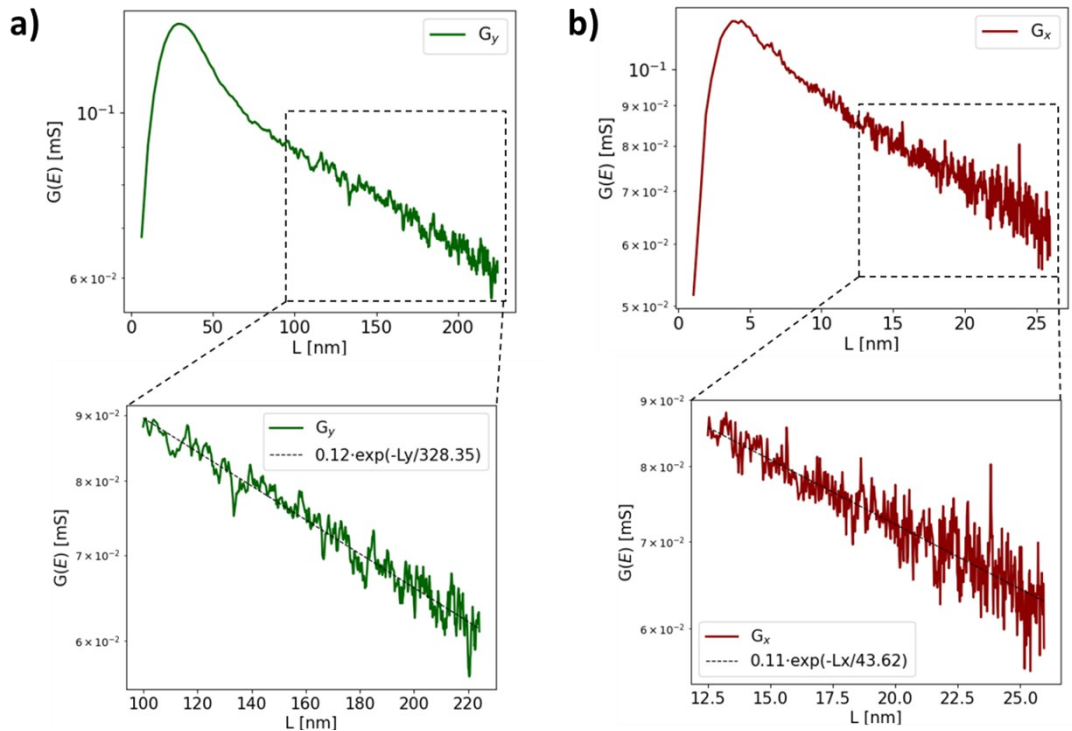 a)
G_y
10⁻¹
6×10⁻²
G(E) [mS]
0 50 100 150 200
L [nm]
b)
G_x
10⁻¹
9×10⁻²
8×10⁻²
7×10⁻²
6×10⁻²
5×10⁻²
G(E) [mS]
0 5 10 15 20 25
L [nm]
9×10⁻²
8×10⁻²
7×10⁻²
6×10⁻²
G(E) [mS]
G_y
0.12·exp(-Ly/328.35)
100 120 140 160 180 200 220
L [nm]
9×10⁻²
8×10⁻²
7×10⁻²
6×10⁻²
G(E) [mS]
G_x
0.11·exp(-Lx/43.62)
12.5 15.0 17.5 20.0 22.5 25.0
L [nm]